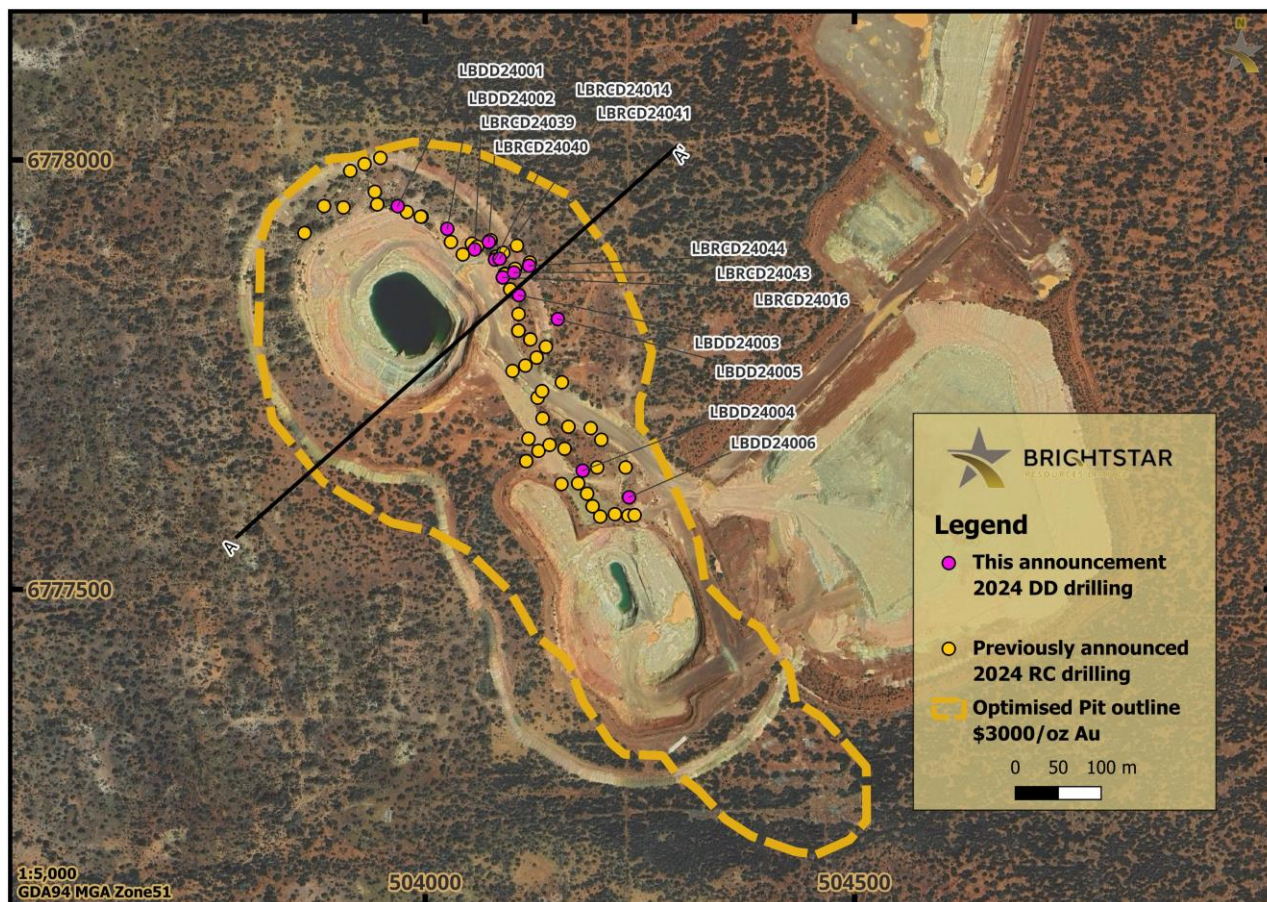 LBDD24001
LBRCD24014
LBDD24002
LBRCD24041
LBRCD24039
LBRCD24040
N
6778000
A'
LBRCD24044
LBRCD24043
LBRCD24016
LBDD24003
LBDD24005
LBDD24004
LBDD24006
A
6777500
BRICHTSTAR
Legend
This announcement
2024 DD drilling
Previously announced
2024 RC drilling
Optimised Pit outline
$3000/oz Au
0 50 100 m
1:5,000
GDA94 MGA Zone51
504000
504500